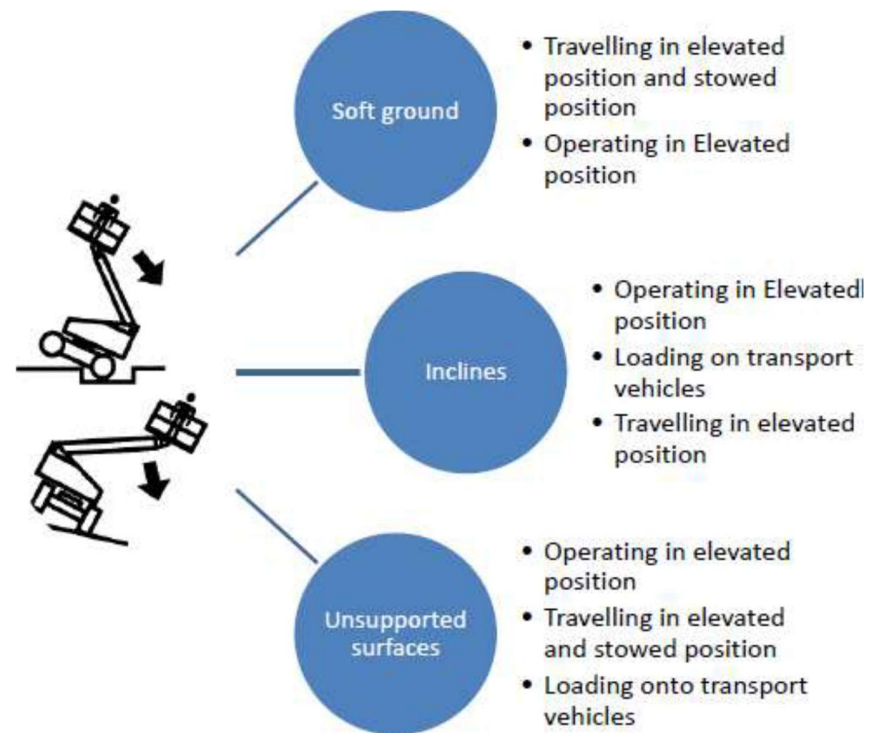 Soft ground
• Travelling in elevated
position and stowed
position
• Operating in Elevated
position
Inclines
• Operating in Elevated
position
• Loading on transport
vehicles
• Travelling in elevated
position
Unsupported
surfaces
• Operating in elevated
position
• Travelling in elevated
and stowed position
• Loading onto transport
vehicles